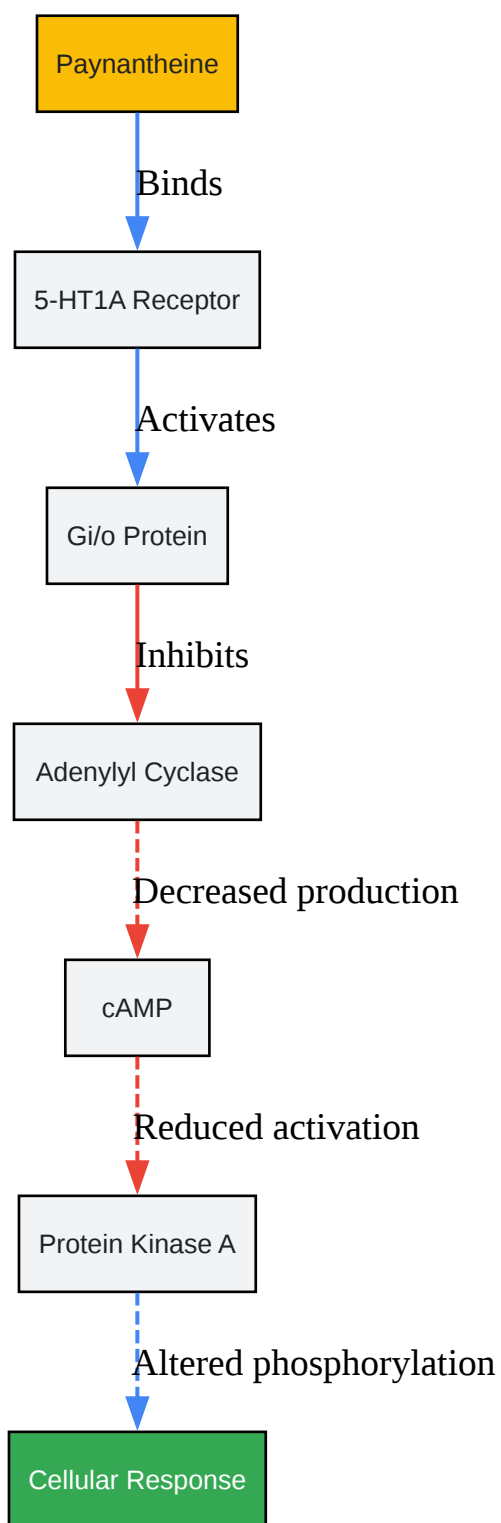 Paynantheine
Binds
5-HT1A Receptor
Activates
Gi/o Protein
Inhibits
Adenylyl Cyclase
Decreased production
cAMP
Reduced activation
Protein Kinase A
Altered phosphorylation
Cellular Response